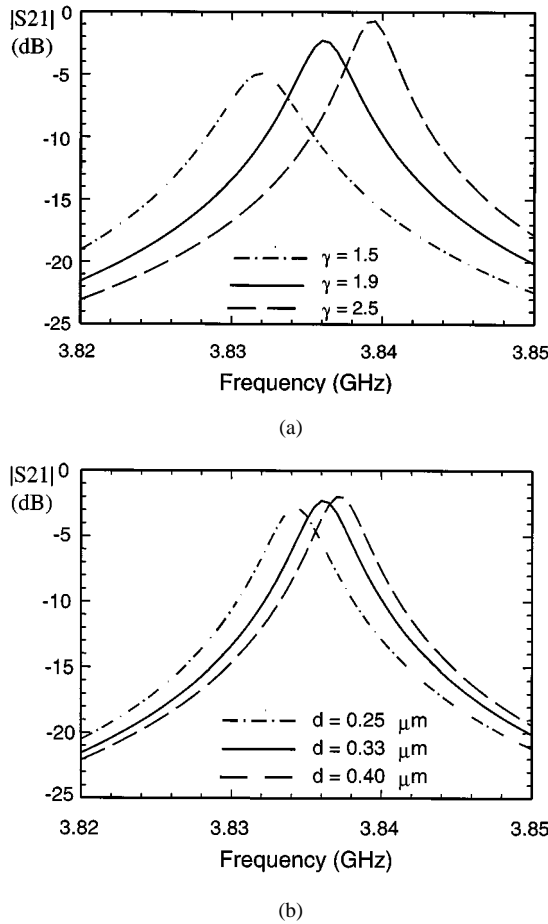 |S21|
(dB)
0
-5
-10
-15
-20
-25
γ = 1.5
γ = 1.9
γ = 2.5
3.82 3.83 3.84 3.85
Frequency (GHz)
(a)
|S21|
(dB)
0
-5
-10
-15
-20
-25
d = 0.25 μm
d = 0.33 μm
d = 0.40 μm
3.82 3.83 3.84 3.85
Frequency (GHz)
(b)